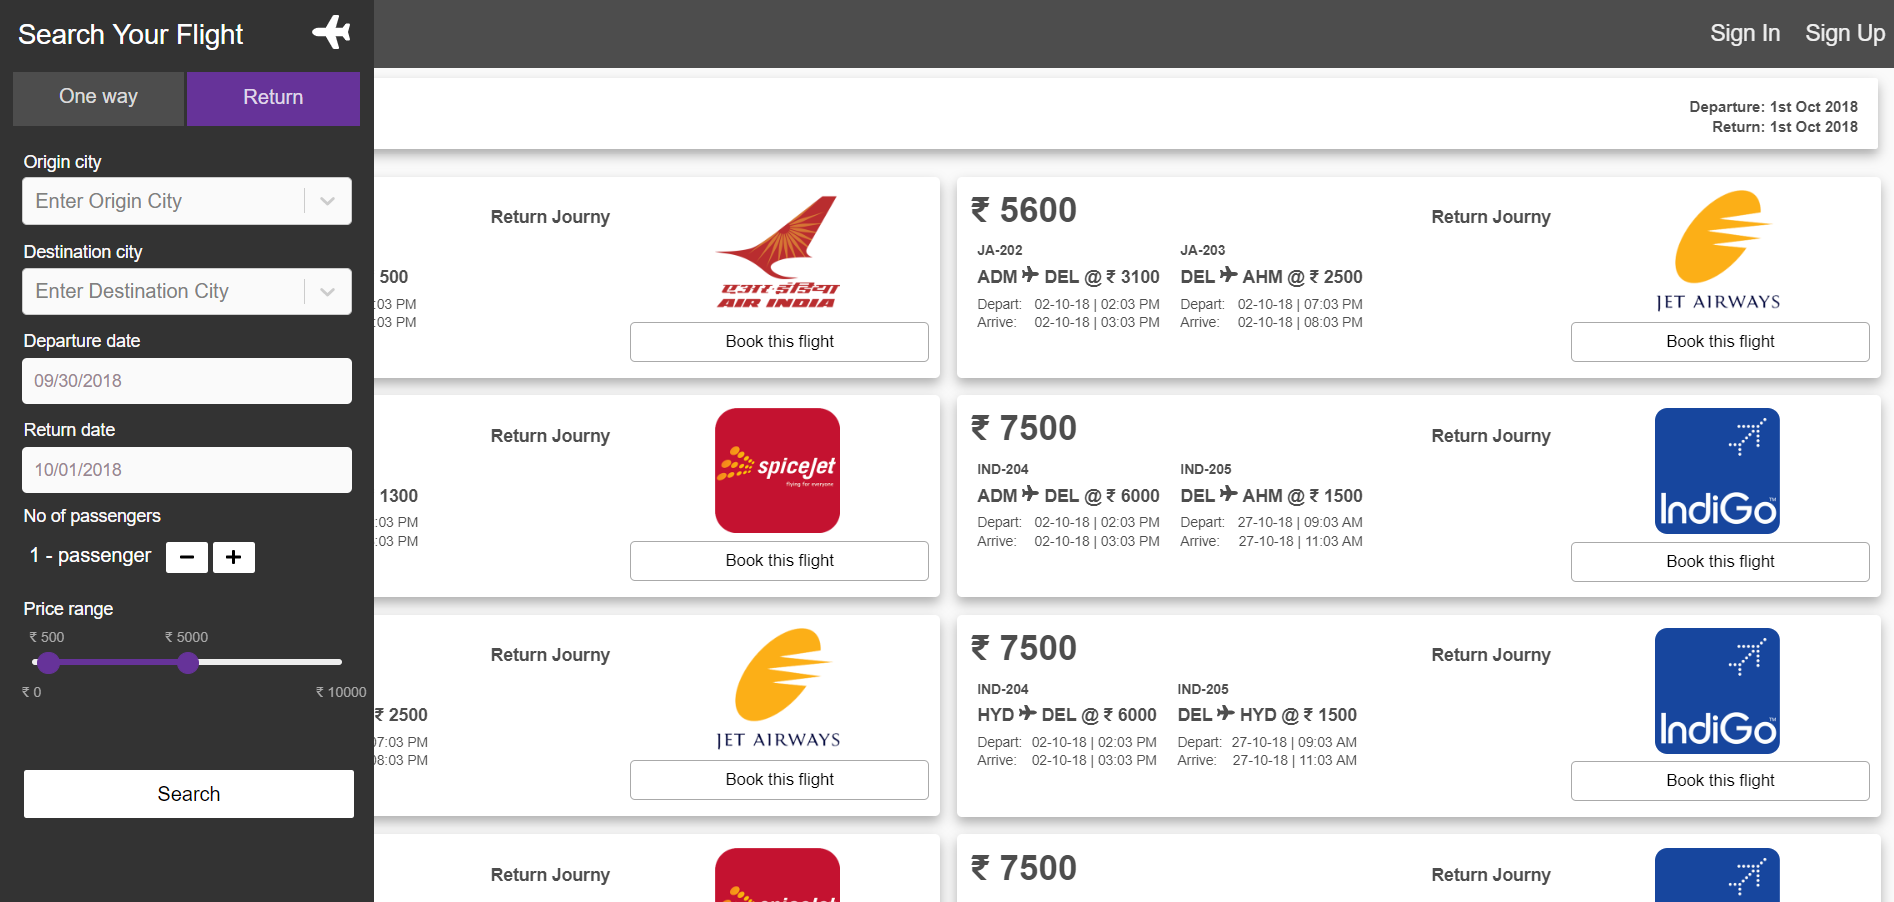 Search Your Flight
Sign In Sign Up
One way Return
Departure: 1st Oct 2018
Return: 1st Oct 2018
Origin city
Enter Origin City
Destination city
Enter Destination City
Departure date
09/30/2018
Return date
10/01/2018
No of passengers
1 - passenger - +
Price range
₹ 500 ₹ 5000
₹ 0 ₹ 10000
Search
Return Journy
500
:03 PM
:03 PM
एअर इंडिया
AIR INDIA
Book this flight
₹ 5600
Return Journy
JA-202 JA-203
ADM DEL @ ₹ 3100 DEL AHM @ ₹ 2500
Depart: 02-10-18 | 02:03 PM Depart: 02-10-18 | 07:03 PM
Arrive: 02-10-18 | 03:03 PM Arrive: 02-10-18 | 08:03 PM
JET AIRWAYS
Book this flight
Return Journy
1300
:03 PM
:03 PM
spiceJet
flying for everyone
Book this flight
₹ 7500
Return Journy
IND-204 IND-205
ADM DEL @ ₹ 6000 DEL AHM @ ₹ 1500
Depart: 02-10-18 | 02:03 PM Depart: 27-10-18 | 09:03 AM
Arrive: 02-10-18 | 03:03 PM Arrive: 27-10-18 | 11:03 AM
IndiGo™
Book this flight
Return Journy
₹ 2500
07:03 PM
08:03 PM
JET AIRWAYS
Book this flight
₹ 7500
Return Journy
IND-204 IND-205
HYD DEL @ ₹ 6000 DEL HYD @ ₹ 1500
Depart: 02-10-18 | 02:03 PM Depart: 27-10-18 | 09:03 AM
Arrive: 02-10-18 | 03:03 PM Arrive: 27-10-18 | 11:03 AM
IndiGo™
Book this flight
Return Journy
spiceJet
₹ 7500
Return Journy